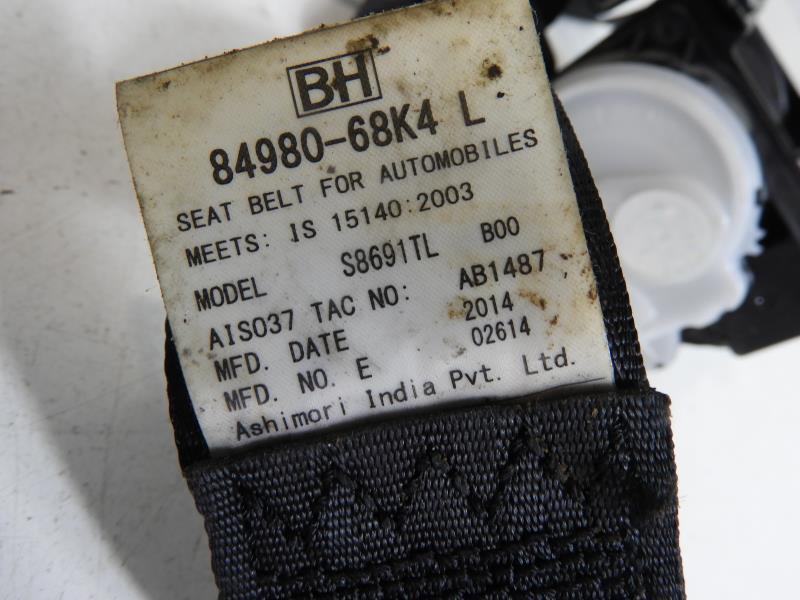 BH
84980-68K4 L
SEAT BELT FOR AUTOMOBILES
MEETS: IS 15140:2003
MODEL S8691TL B00
AIS037 TAC NO: AB1487
MFD. DATE 2014
MFD. NO. E 02614
Ashimori India Pvt. Ltd.